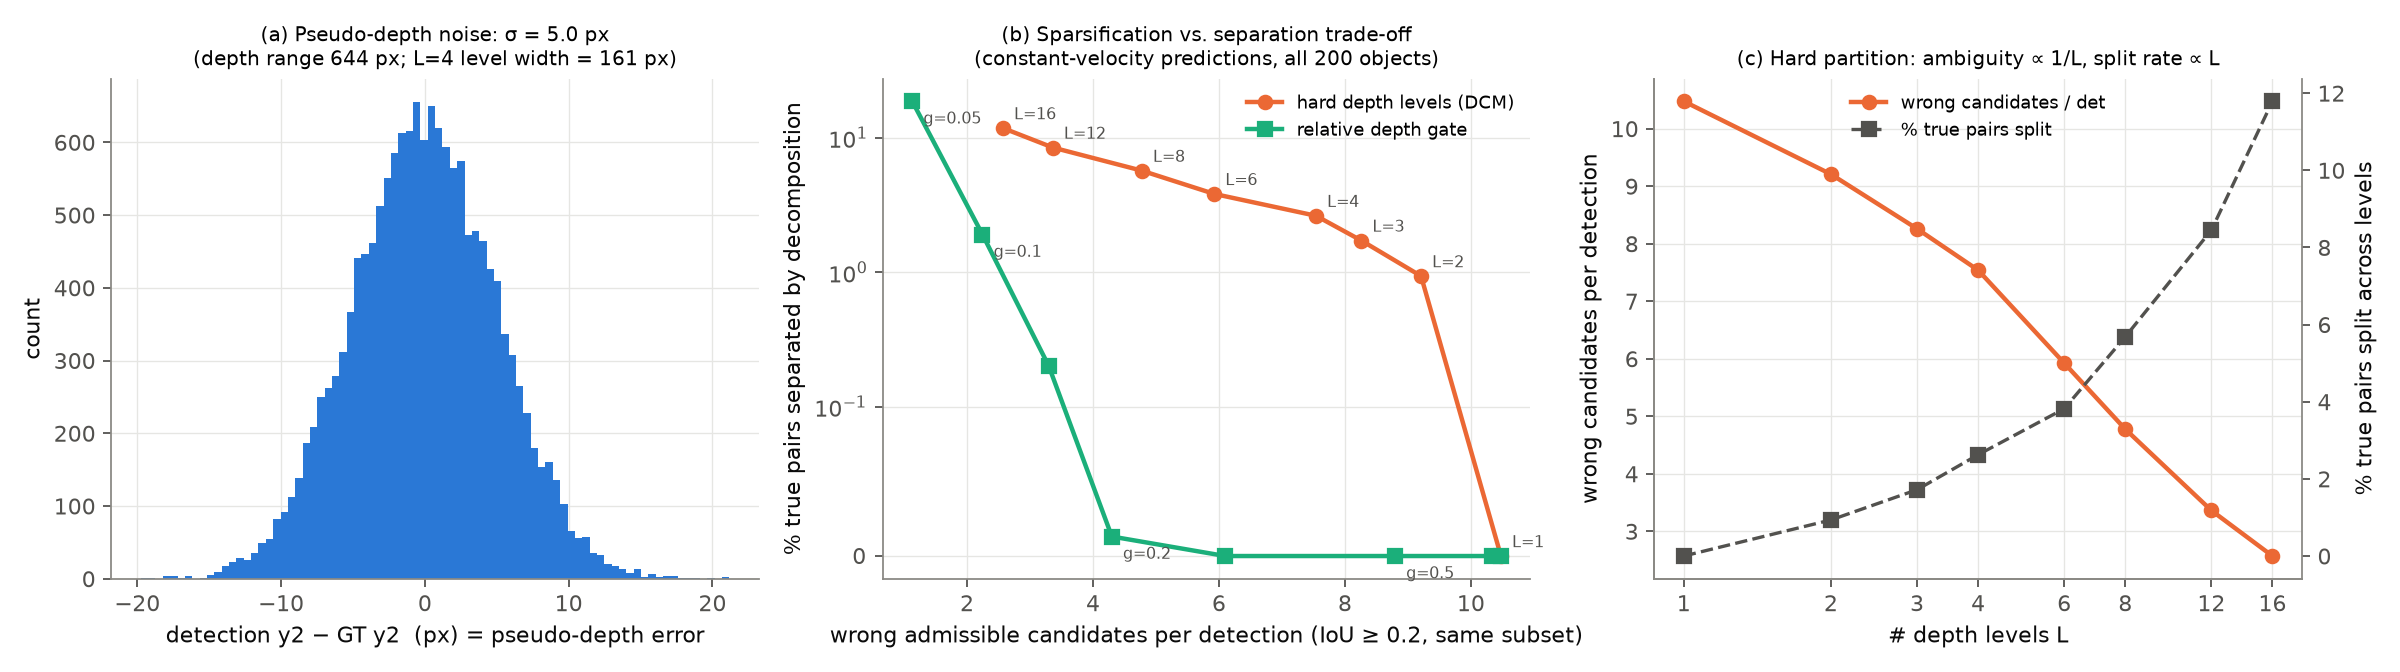 (a) Pseudo-depth noise: σ = 5.0 px
(depth range 644 px; L=4 level width = 161 px)
count
600
500
400
300
200
100
0
−20
−10
0
10
20
detection y2 − GT y2 (px) = pseudo-depth error
(b) Sparsification vs. separation trade-off
(constant-velocity predictions, all 200 objects)
% true pairs separated by decomposition
10¹
10⁰
10⁻¹
0
hard depth levels (DCM)
relative depth gate
g=0.05
L=16
L=12
L=8
L=6
L=4
L=3
L=2
g=0.1
L=1
g=0.2
g=0.5
2
4
6
8
10
wrong admissible candidates per detection (IoU ≥ 0.2, same subset)
(c) Hard partition: ambiguity ∝ 1/L, split rate ∝ L
wrong candidates per detection
10
9
8
7
6
5
4
3
wrong candidates / det
% true pairs split
12
10
8
6
4
2
0
% true pairs split across levels
1
2
3
4
6
8
12
16
# depth levels L